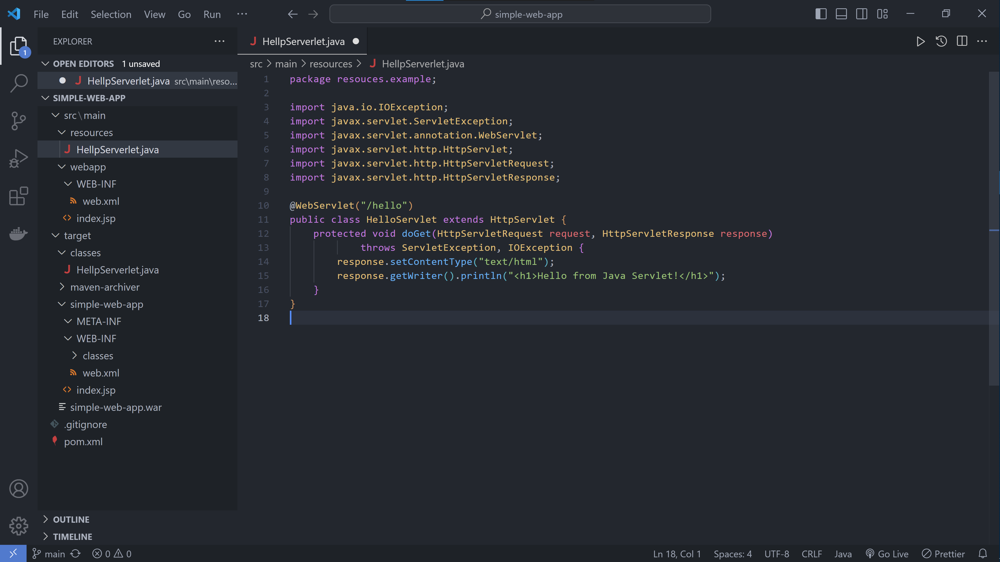 File Edit Selection View Go Run ···
simple-web-app
EXPLORER
HellpServerlet.java
1
OPEN EDITORS 1 unsaved
HellpServerlet.java src\main\reso...
SIMPLE-WEB-APP
src\main
resources
HellpServerlet.java
webapp
WEB-INF
web.xml
index.jsp
target
classes
HellpServerlet.java
maven-archiver
simple-web-app
META-INF
WEB-INF
classes
web.xml
index.jsp
simple-web-app.war
.gitignore
pom.xml
OUTLINE
TIMELINE
src > main > resources > HellpServerlet.java
1 package resouces.example;
2
3 import java.io.IOException;
4 import javax.servlet.ServletException;
5 import javax.servlet.annotation.WebServlet;
6 import javax.servlet.http.HttpServlet;
7 import javax.servlet.http.HttpServletRequest;
8 import javax.servlet.http.HttpServletResponse;
9
10 @WebServlet("/hello")
11 public class HelloServlet extends HttpServlet {
12 protected void doGet(HttpServletRequest request, HttpServletResponse response)
13 throws ServletException, IOException {
14 response.setContentType("text/html");
15 response.getWriter().println("<h1>Hello from Java Servlet!</h1>");
16 }
17 }
18
main 0 0 Ln 18, Col 1 Spaces: 4 UTF-8 CRLF Java Go Live Prettier